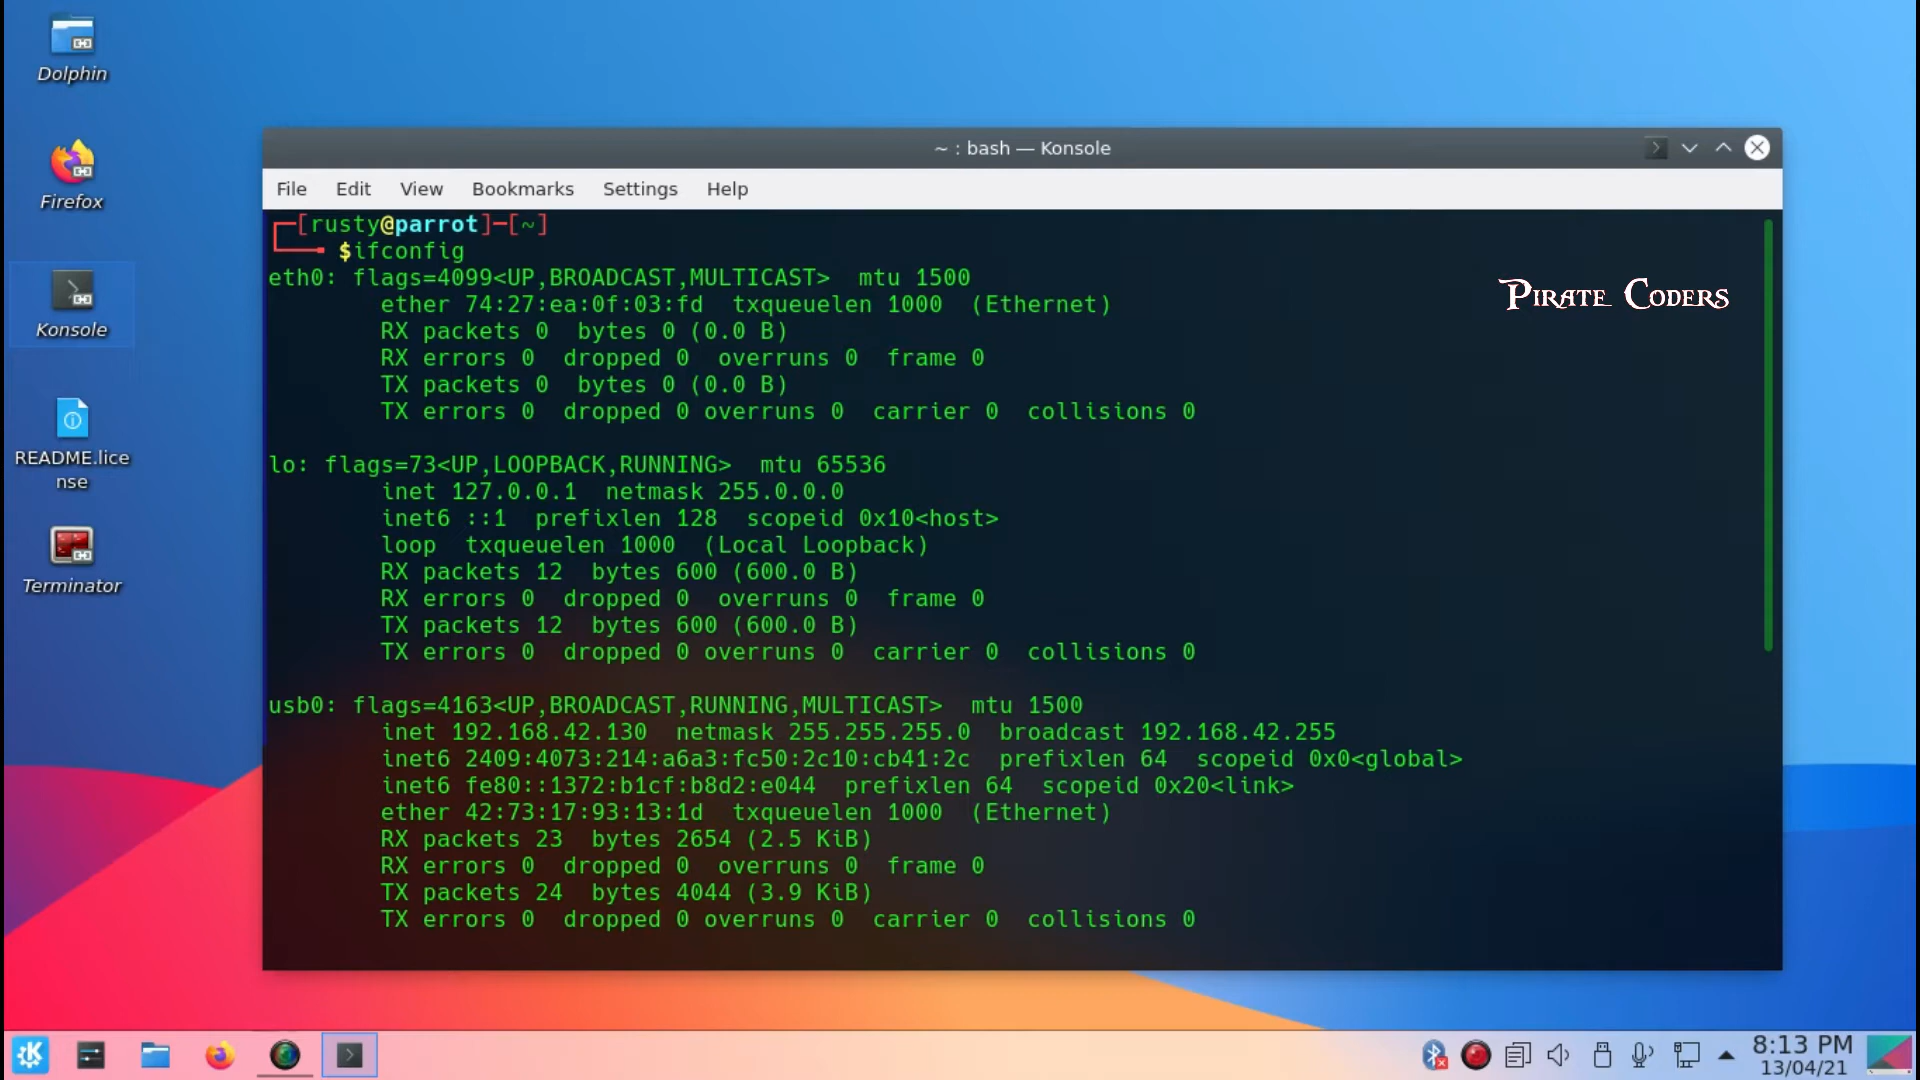 Dolphin
Firefox
Konsole
README.lice
nse
Terminator
~ : bash — Konsole
File Edit View Bookmarks Settings Help
[rusty@parrot]-[~]
$ifconfig
eth0: flags=4099<UP,BROADCAST,MULTICAST> mtu 1500
ether 74:27:ea:0f:03:fd txqueuelen 1000 (Ethernet)
RX packets 0 bytes 0 (0.0 B)
RX errors 0 dropped 0 overruns 0 frame 0
TX packets 0 bytes 0 (0.0 B)
TX errors 0 dropped 0 overruns 0 carrier 0 collisions 0
lo: flags=73<UP,LOOPBACK,RUNNING> mtu 65536
inet 127.0.0.1 netmask 255.0.0.0
inet6 ::1 prefixlen 128 scopeid 0x10<host>
loop txqueuelen 1000 (Local Loopback)
RX packets 12 bytes 600 (600.0 B)
RX errors 0 dropped 0 overruns 0 frame 0
TX packets 12 bytes 600 (600.0 B)
TX errors 0 dropped 0 overruns 0 carrier 0 collisions 0
usb0: flags=4163<UP,BROADCAST,RUNNING,MULTICAST> mtu 1500
inet 192.168.42.130 netmask 255.255.255.0 broadcast 192.168.42.255
inet6 2409:4073:214:a6a3:fc50:2c10:cb41:2c prefixlen 64 scopeid 0x0<global>
inet6 fe80::1372:b1cf:b8d2:e044 prefixlen 64 scopeid 0x20<link>
ether 42:73:17:93:13:1d txqueuelen 1000 (Ethernet)
RX packets 23 bytes 2654 (2.5 KiB)
RX errors 0 dropped 0 overruns 0 frame 0
TX packets 24 bytes 4044 (3.9 KiB)
TX errors 0 dropped 0 overruns 0 carrier 0 collisions 0
Pirate Coders
8:13 PM
13/04/21